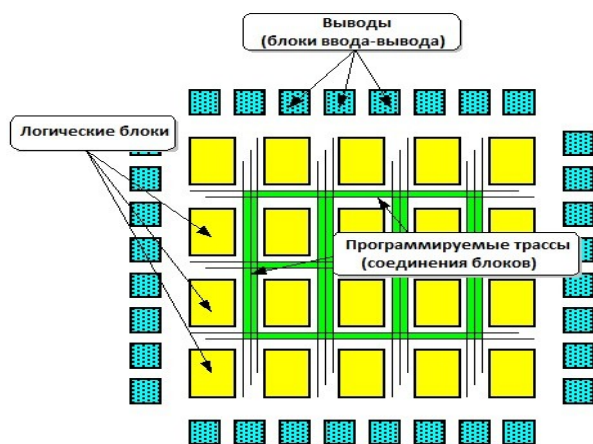 Выводы
(блоки ввода-вывода)
Логические блоки
Программируемые трассы
(соединения блоков)